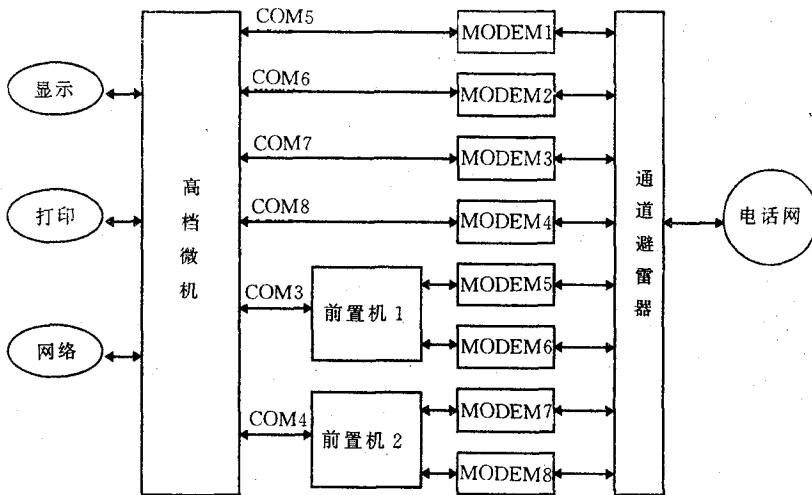 COM5
MODEM1
显示
COM6
MODEM2
COM7
MODEM3
打印
高档微机
COM8
MODEM4
通道避雷器
电话网
COM3
前置机1
MODEM5
MODEM6
网络
COM4
前置机2
MODEM7
MODEM8